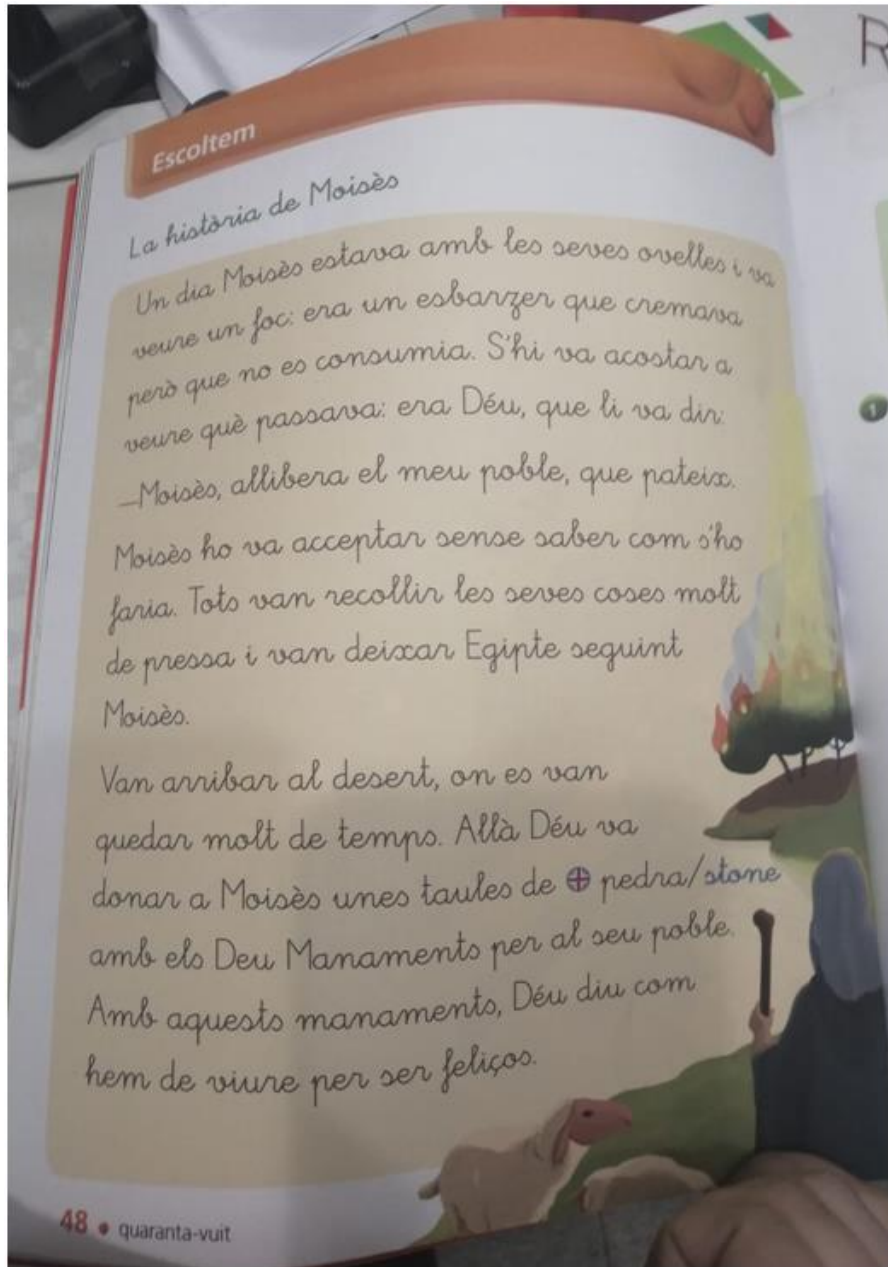 R
Escoltem
La història de Moisès
Un dia Moisès estava amb les seves ovelles i va
veure un foc: era un esbarzer que cremava
però que no es consumia. S'hi va acostar a
veure què passava: era Déu, que li va dir:
—Moisès, allibera el meu poble, que pateix.
Moisès ho va acceptar sense saber com s'ho
faria. Tots van recollir les seves coses molt
de pressa i van deixar Egipte seguint
Moisès.
Van arribar al desert, on es van
quedar molt de temps. Allà Déu va
donar a Moisès unes taules de pedra/stone
amb els Deu Manaments per al seu poble.
Amb aquests manaments, Déu diu com
hem de viure per ser feliços.
48 • quaranta-vuit
1